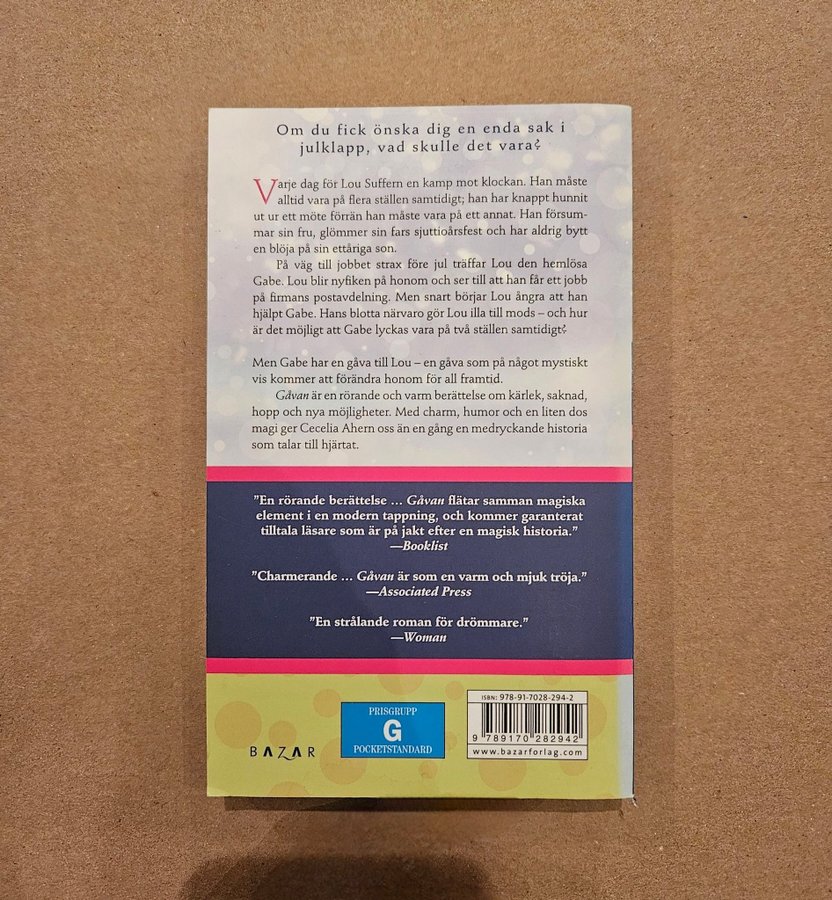 Om du fick önska dig en enda sak i
julklapp, vad skulle det vara?
Varje dag för Lou Suffern en kamp mot klockan. Han måste
alltid vara på flera ställen samtidigt; han har knappt hunnit
ut ur ett möte förrän han måste vara på ett annat. Han försum-
mar sin fru, glömmer sin fars sjuttioårsfest och har aldrig bytt
en blöja på sin ettåriga son.
På väg till jobbet strax före jul träffar Lou den hemlösa
Gabe. Lou blir nyfiken på honom och ser till att han får ett jobb
på firmans postavdelning. Men snart börjar Lou ångra att han
hjälpt Gabe. Hans blotta närvaro gör Lou illa till mods – och hur
är det möjligt att Gabe lyckas vara på två ställen samtidigt?
Men Gabe har en gåva till Lou – en gåva som på något mystiskt
vis kommer att förändra honom för all framtid.
Gåvan är en rörande och varm berättelse om kärlek, saknad,
hopp och nya möjligheter. Med charm, humor och en liten dos
magi ger Cecelia Ahern oss än en gång en medryckande historia
som talar till hjärtat.
”En rörande berättelse ... Gåvan flätar samman magiska
element i en modern tappning, och kommer garanterat
tilltala läsare som är på jakt efter en magisk historia.”
—Booklist
”Charmerande ... Gåvan är som en varm och mjuk tröja.”
—Associated Press
”En strålande roman för drömmare.”
—Woman
BAZAR
PRISGRUPP
G
POCKETSTANDARD
ISBN: 978-91-7028-294-2
9 789170 282942
www.bazarforlag.com